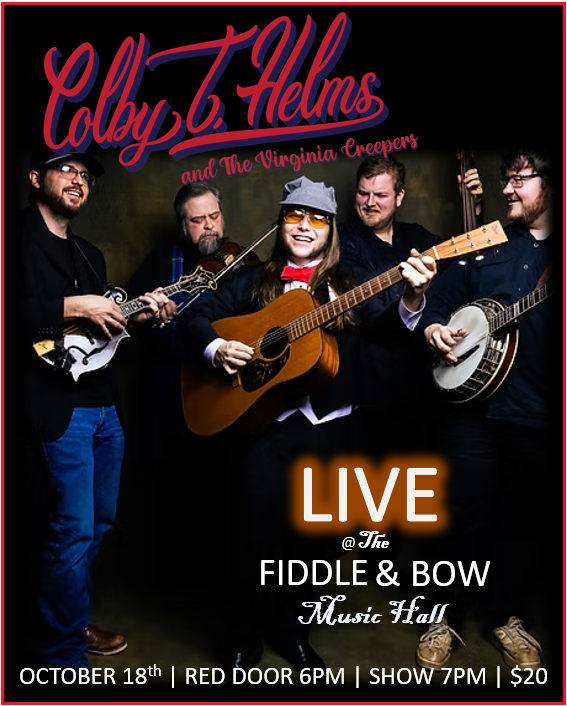 Colby T. Helms
and The Virginia Creepers
LIVE
@ The
FIDDLE & BOW
Music Hall
OCTOBER 18th | RED DOOR 6PM | SHOW 7PM | $20